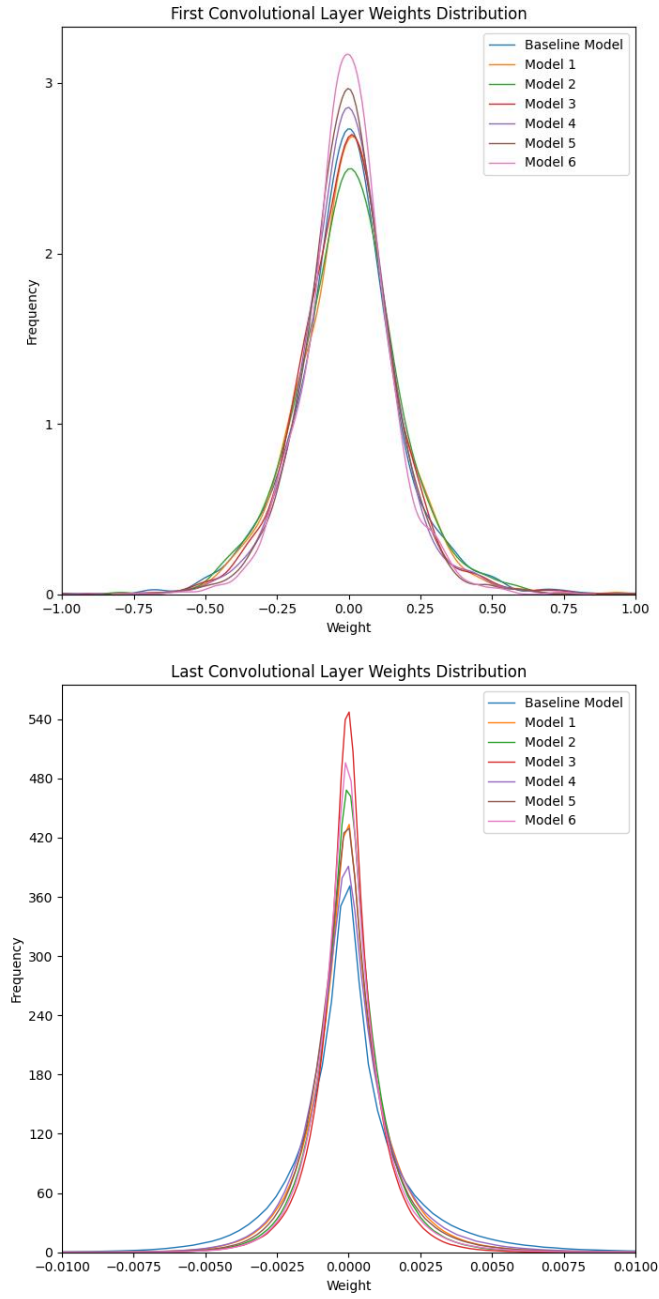 First Convolutional Layer Weights Distribution
Baseline Model
Model 1
Model 2
Model 3
Model 4
Model 5
Model 6
3
2
1
0
Frequency
−1.00 −0.75 −0.50 −0.25 0.00 0.25 0.50 0.75 1.00
Weight
Last Convolutional Layer Weights Distribution
Baseline Model
Model 1
Model 2
Model 3
Model 4
Model 5
Model 6
540
480
420
360
300
240
180
120
60
0
Frequency
−0.0100 −0.0075 −0.0050 −0.0025 0.0000 0.0025 0.0050 0.0075 0.0100
Weight